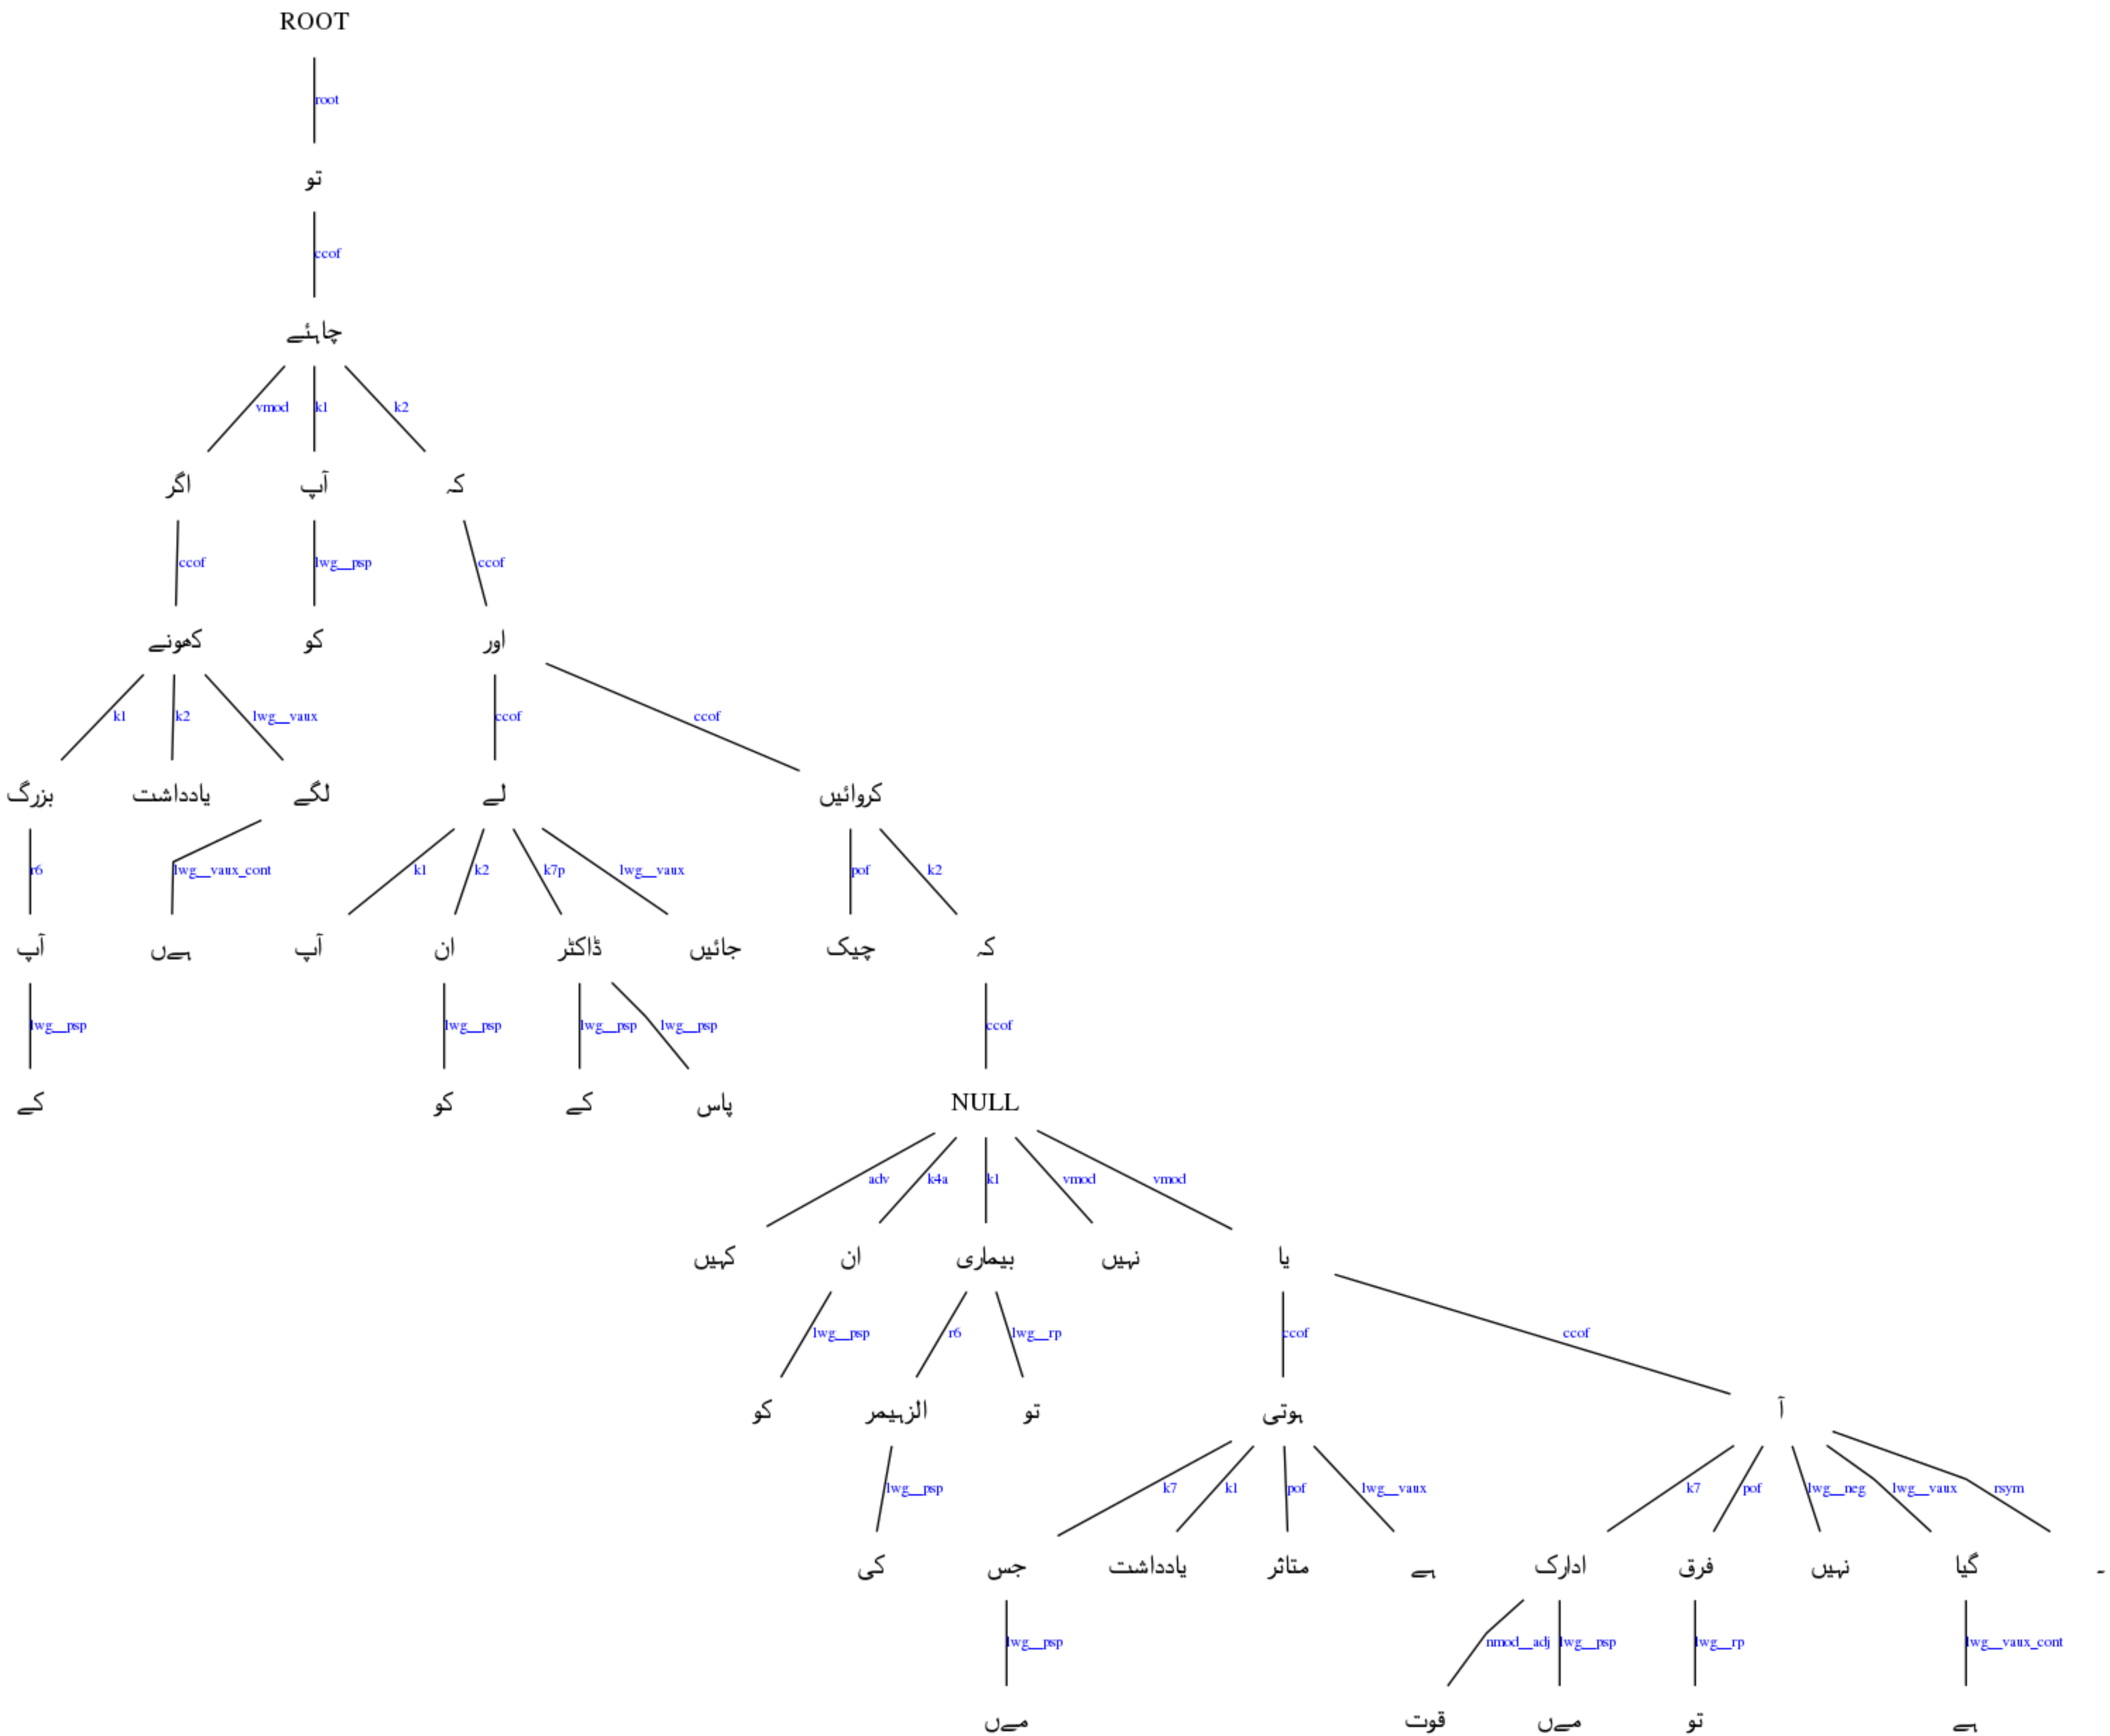 ROOT
root
تو
ccof
چاہئے
vmod k1 k2
اگر آپ کہ
ccof lwg__psp ccof
کھونے کو اور
k1 k2 lwg__vaux ccof ccof
بزرگ یادداشت لگے لے کروائیں
r6 lwg__vaux_cont k1 k2 k7p lwg__vaux pof k2
آپ ہےں آپ ان ڈاکٹر جائیں چیک کہ
lwg__psp lwg__psp lwg__psp lwg__psp ccof
کے کو کے پاس NULL
adv k4a k1 vmod vmod
کہیں ان بیماری نہیں یا
lwg__psp r6 lwg__rp ccof ccof
کو الزہیمر تو ہوتی آ
lwg__psp k7 k1 pof lwg__vaux k7 pof lwg__neg lwg__vaux rsym
کی جس یادداشت متاثر ہے ادارک فرق نہیں گیا ۔
lwg__psp nmod__adj lwg__psp lwg__rp lwg__vaux_cont
مےں قوت مےں تو ہے